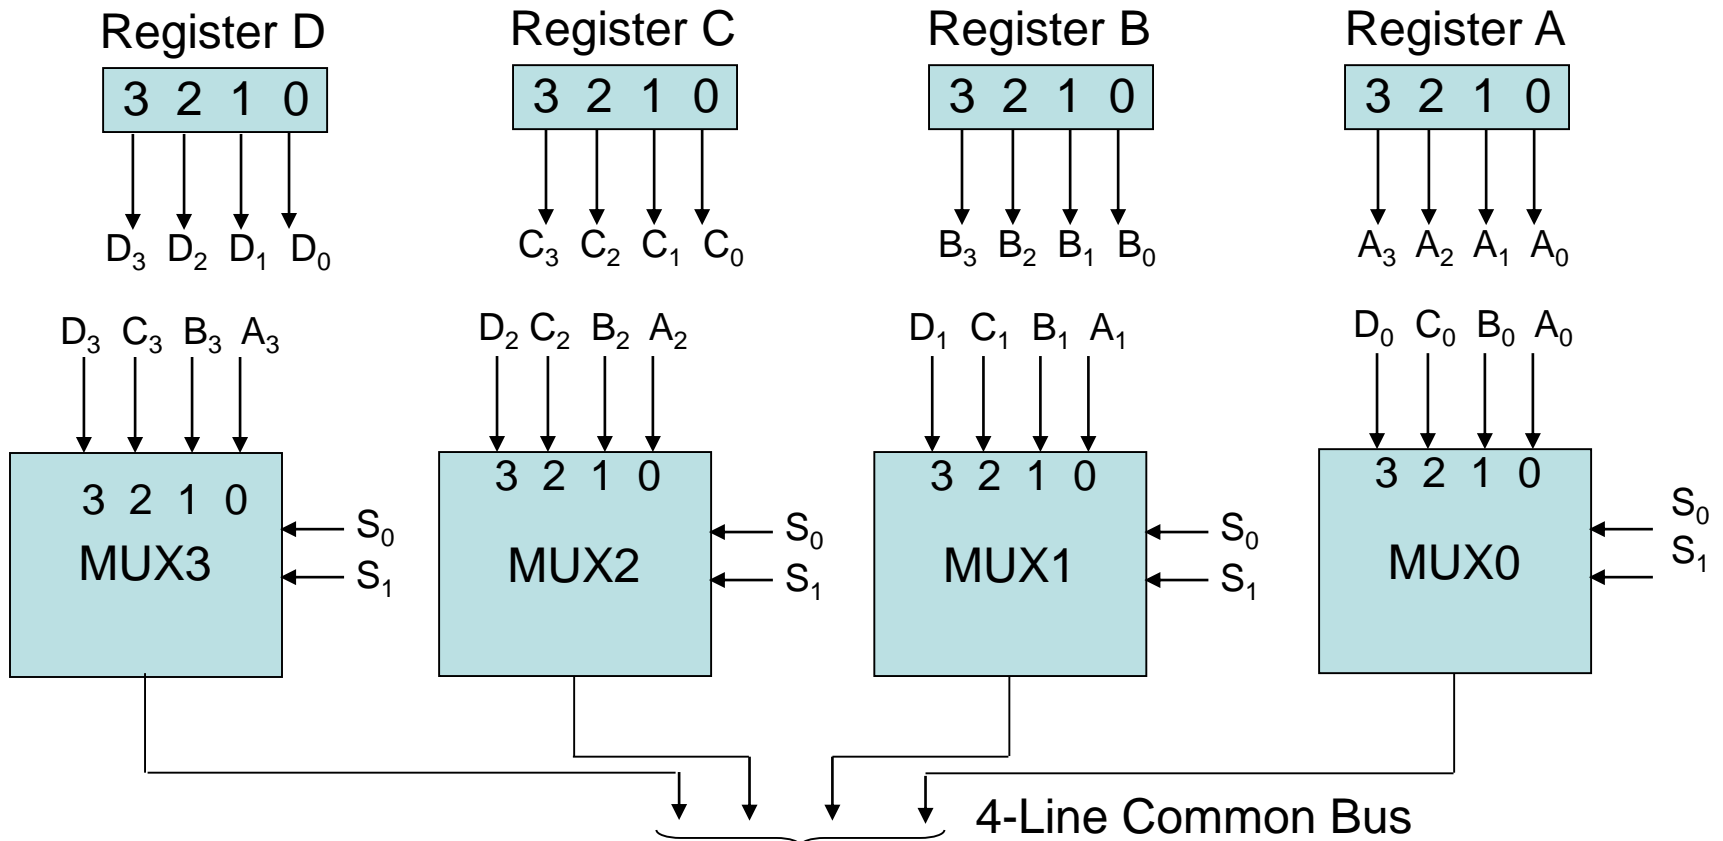 Register D Register C Register B Register A
3 2 1 0 3 2 1 0 3 2 1 0 3 2 1 0
D₃ D₂ D₁ D₀ C₃ C₂ C₁ C₀ B₃ B₂ B₁ B₀ A₃ A₂ A₁ A₀
D₃ C₃ B₃ A₃ D₂ C₂ B₂ A₂ D₁ C₁ B₁ A₁ D₀ C₀ B₀ A₀
3 2 1 0 3 2 1 0 3 2 1 0 3 2 1 0
S₀ S₀ S₀ S₀
MUX3 MUX2 MUX1 MUX0
S₁ S₁ S₁ S₁
4-Line Common Bus